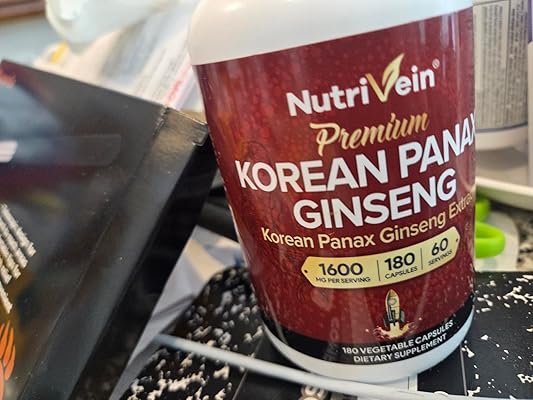 NutriVein®
Premium
KOREAN PANAX
GINSENG
Korean Panax Ginseng
1600
MG PER SERVING
180
CAPSULES
60
SERVINGS
180 VEGETABLE CAPSULES
DIETARY SUPPLEMENT